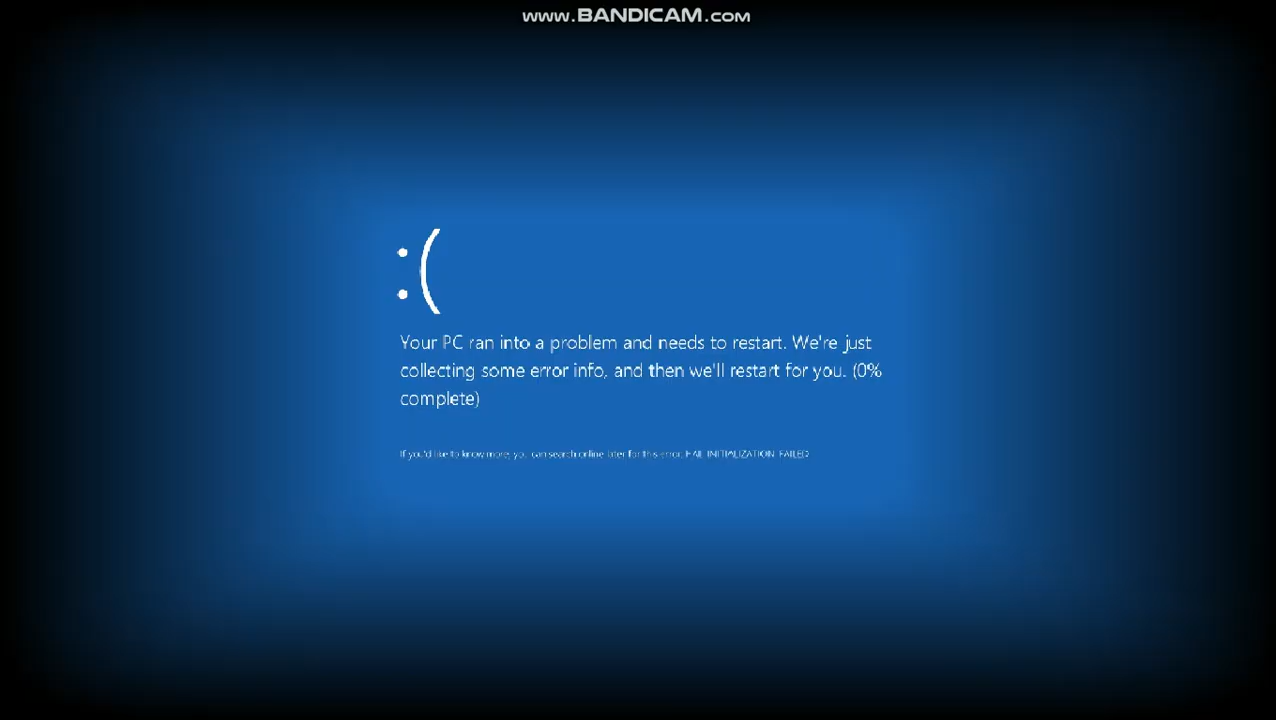 www.BANDICAM.com
:(
Your PC ran into a problem and needs to restart. We're just
collecting some error info, and then we'll restart for you. (0%
complete)
If you'd like to know more, you can search online later for this error: HAL INITIALIZATION FAILED